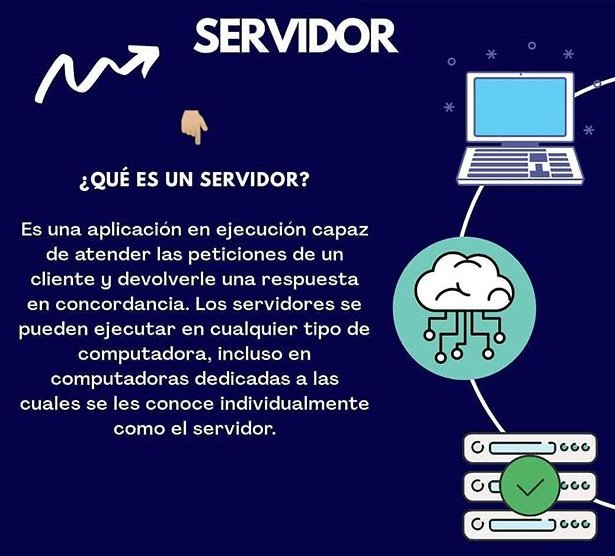 SERVIDOR
¿QUÉ ES UN SERVIDOR?
Es una aplicación en ejecución capaz
de atender las peticiones de un
cliente y devolverle una respuesta
en concordancia. Los servidores se
pueden ejecutar en cualquier tipo de
computadora, incluso en
computadoras dedicadas a las
cuales se les conoce individualmente
como el servidor.